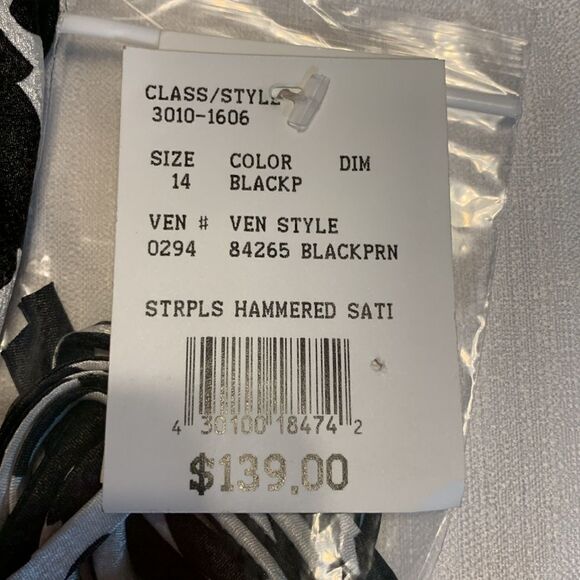 CLASS/STYLE
3010-1606
SIZE COLOR DIM
14 BLACKP
VEN # VEN STYLE
0294 84265 BLACKPRN
STRPLS HAMMERED SATI
4 30100 18474 2
$139.00